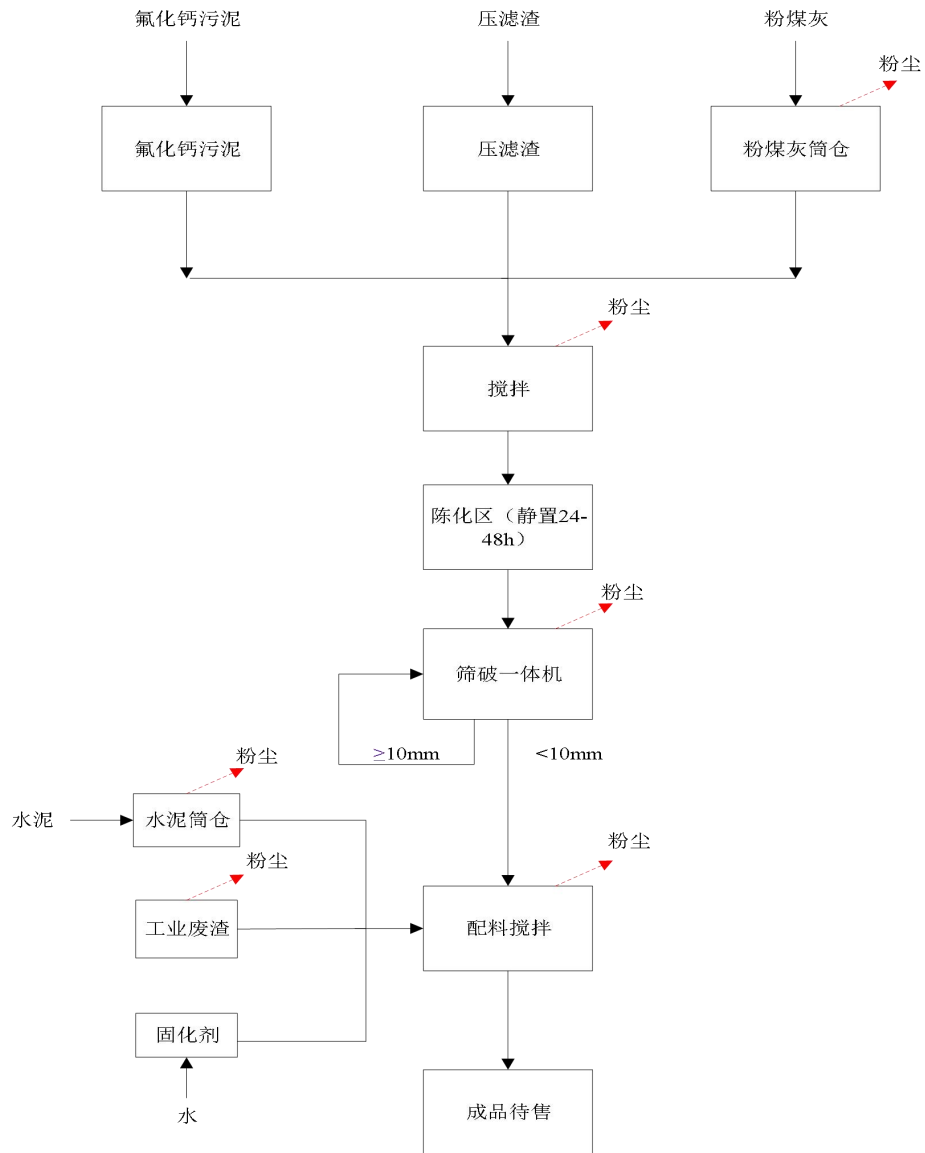 氟化钙污泥
压滤渣
粉煤灰
粉尘
氟化钙污泥
压滤渣
粉煤灰筒仓
粉尘
搅拌
陈化区（静置24-
48h）
粉尘
筛破一体机
≥10mm
<10mm
粉尘
水泥
水泥筒仓
粉尘
粉尘
工业废渣
配料搅拌
固化剂
水
成品待售